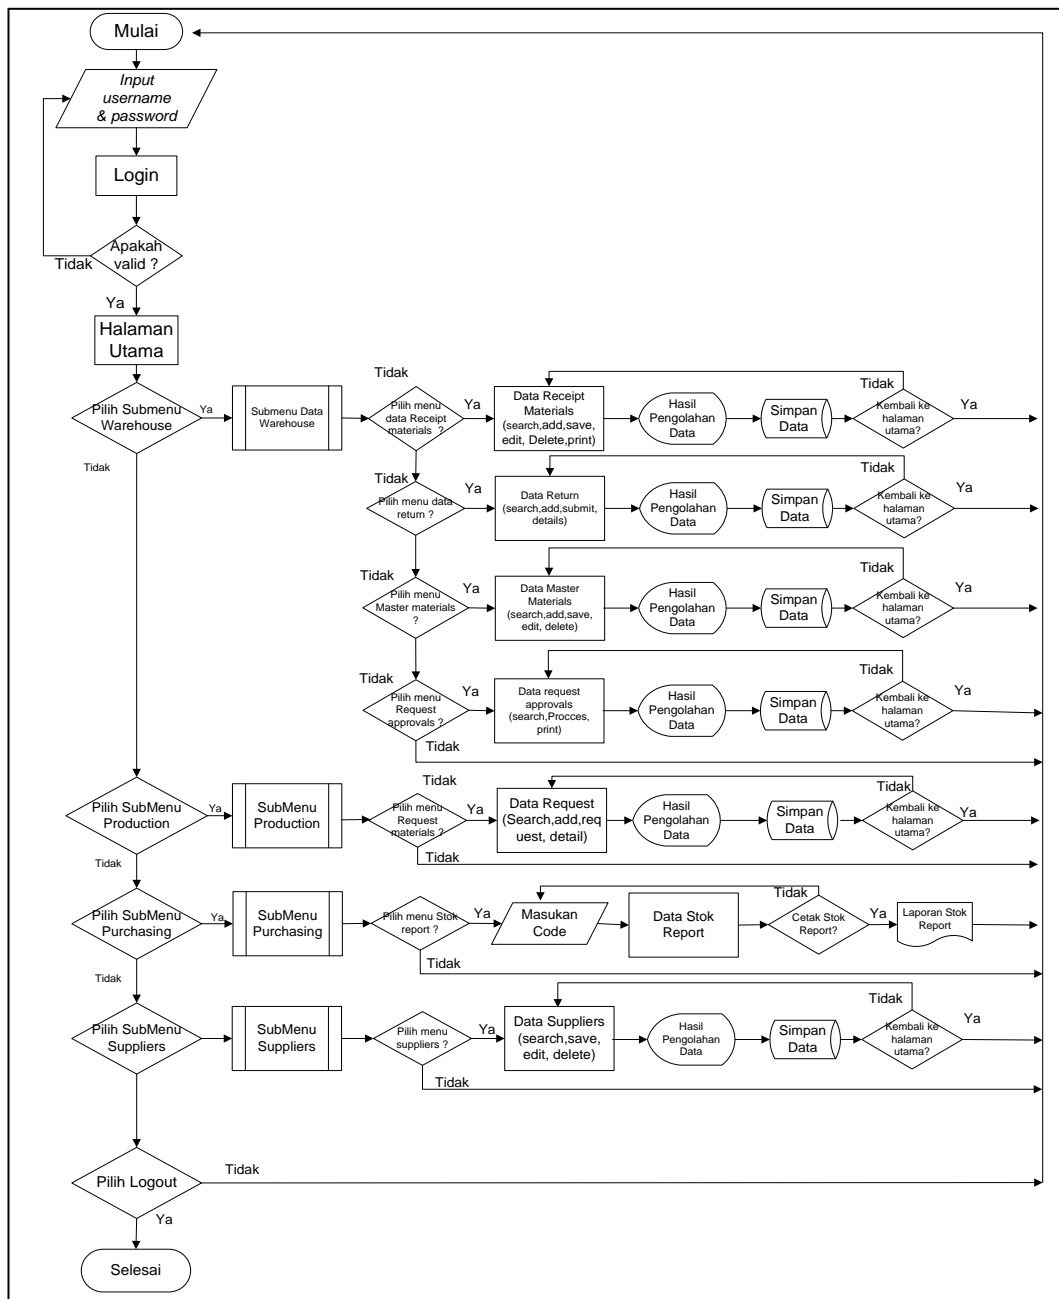 Mulai
Input
username
& password
Login
Apakah
valid ?
Tidak
Ya
Halaman
Utama
Pilih Submenu
Warehouse
Ya
Tidak
Submenu Data
Warehouse
Tidak
Pilih menu
data Receipt
materials ?
Ya
Data Receipt
Materials
(search,add,save,
edit, Delete,print)
Hasil
Pengolahan
Data
Simpan
Data
Tidak
Kembali ke
halaman
utama?
Ya
Tidak
Pilih menu data
return ?
Ya
Data Return
(search,add,submit,
details)
Hasil
Pengolahan
Data
Simpan
Data
Tidak
Kembali ke
halaman
utama?
Ya
Tidak
Pilih menu
Master materials
?
Ya
Data Master
Materials
(search,add,save,
edit, delete)
Hasil
Pengolahan
Data
Simpan
Data
Tidak
Kembali ke
halaman
utama?
Ya
Tidak
Pilih menu
Request
approvals ?
Ya
Data request
approvals
(search,Procces,
print)
Hasil
Pengolahan
Data
Simpan
Data
Tidak
Kembali ke
halaman
utama?
Ya
Tidak
Pilih SubMenu
Production
Ya
Tidak
SubMenu
Production
Tidak
Pilih menu
Request
materials ?
Ya
Tidak
Data Request
(Search,add,req
uest, detail)
Hasil
Pengolahan
Data
Simpan
Data
Tidak
Kembali ke
halaman
utama?
Ya
Pilih SubMenu
Purchasing
Ya
Tidak
SubMenu
Purchasing
Pilih menu Stok
report ?
Ya
Tidak
Masukan
Code
Data Stok
Report
Tidak
Cetak Stok
Report?
Ya
Laporan Stok
Report
Pilih SubMenu
Suppliers
SubMenu
Suppliers
Pilih menu
suppliers ?
Ya
Tidak
Data Suppliers
(search,save,
edit, delete)
Hasil
Pengolahan
Data
Simpan
Data
Tidak
Kembali ke
halaman
utama?
Ya
Pilih Logout
Tidak
Ya
Selesai